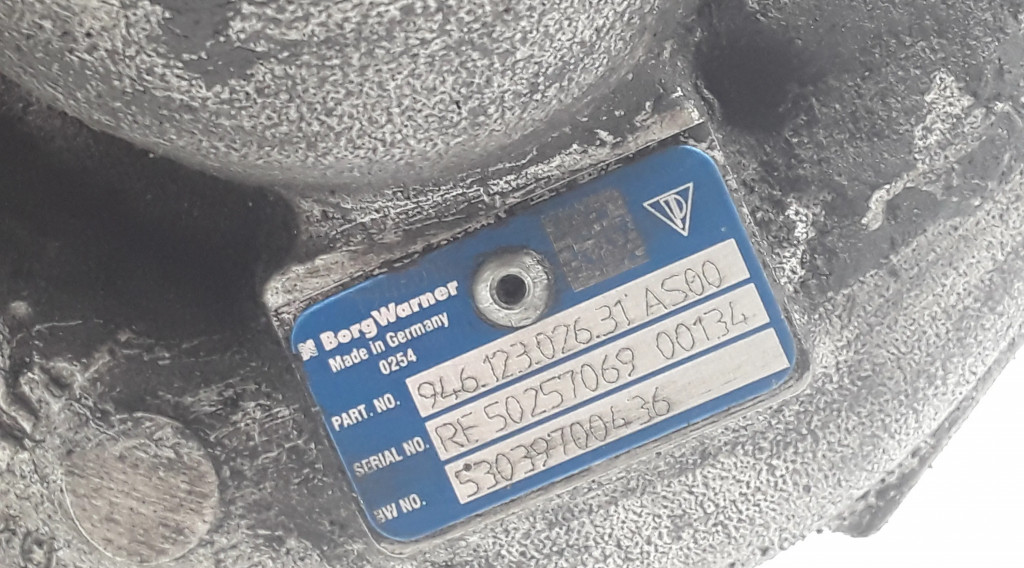 BorgWarner
Made in Germany
0254
PART. NO. 946.123.026.31 AS00
SERIAL NO. RE 50257069 00134
BW NO. 53039700436